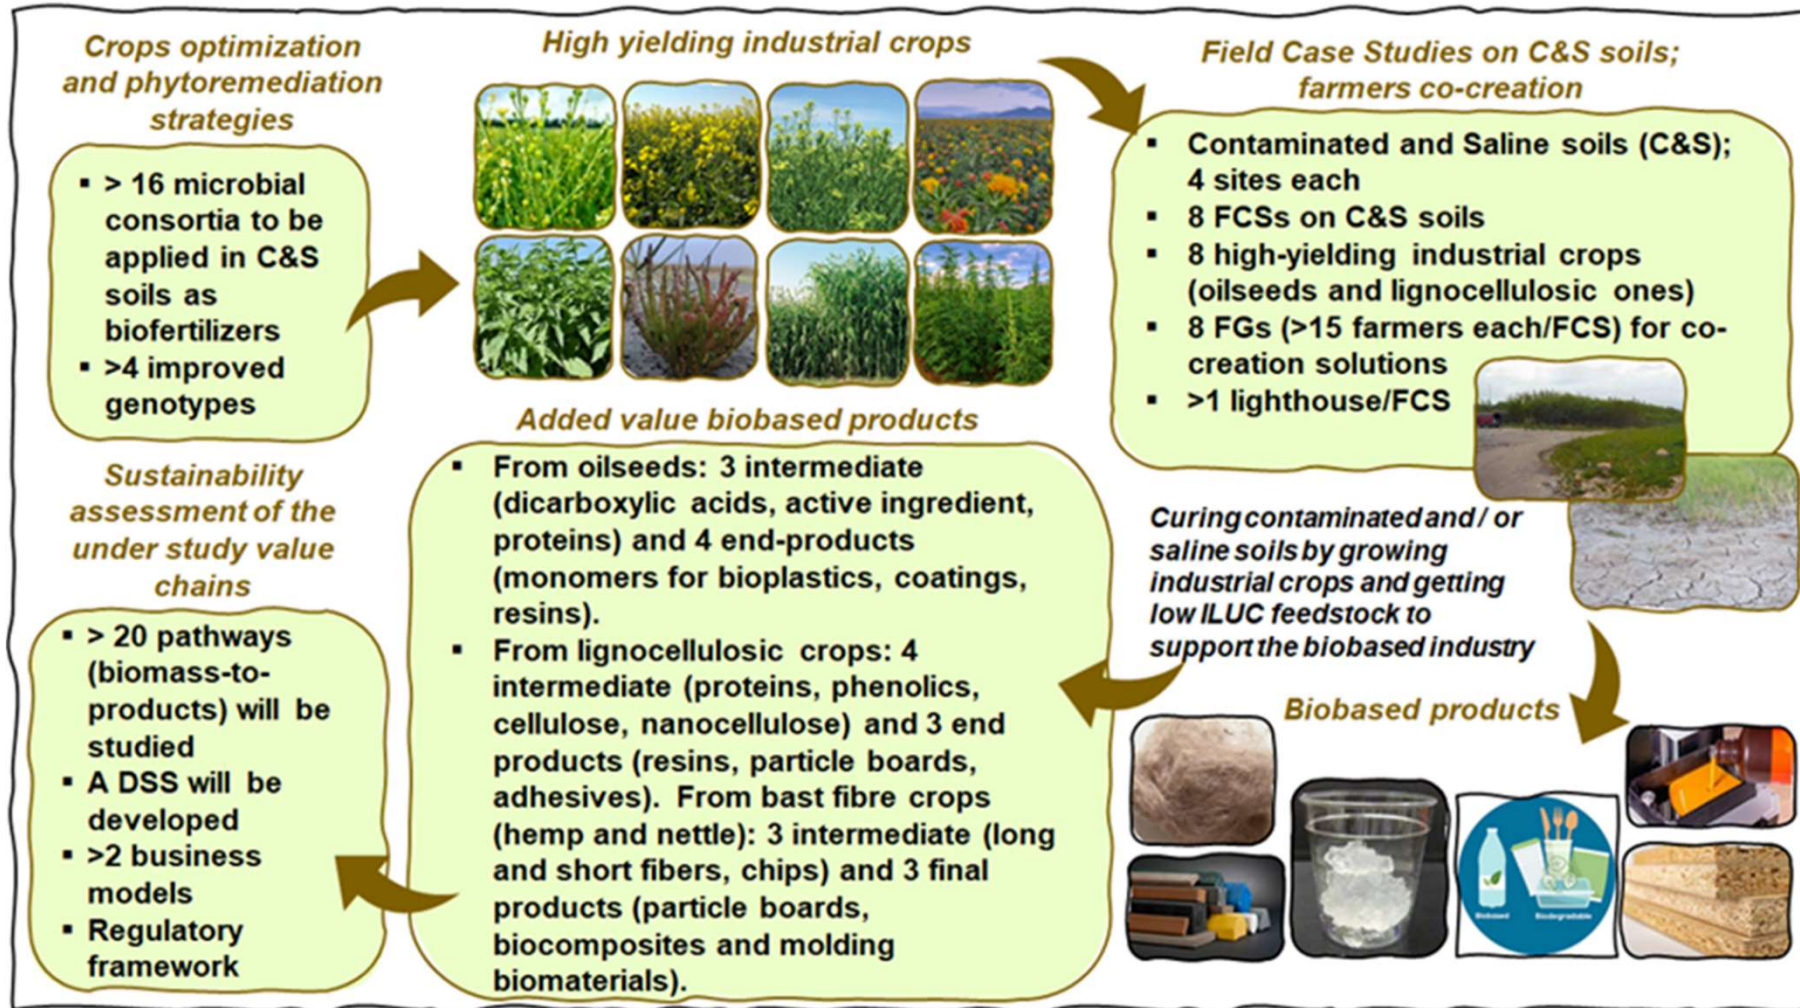 Crops optimization
and phytoremediation
strategies
▪ > 16 microbial
consortia to be
applied in C&S
soils as
biofertilizers
▪ >4 improved
genotypes
High yielding industrial crops
Field Case Studies on C&S soils;
farmers co-creation
▪ Contaminated and Saline soils (C&S);
4 sites each
▪ 8 FCSs on C&S soils
▪ 8 high-yielding industrial crops
(oilseeds and lignocellulosic ones)
▪ 8 FGs (>15 farmers each/FCS) for co-
creation solutions
▪ >1 lighthouse/FCS
Curing contaminated and / or
saline soils by growing
industrial crops and getting
low ILUC feedstock to
support the biobased industry
Biobased products
Biobased
Biodegradable
Added value biobased products
▪ From oilseeds: 3 intermediate
(dicarboxylic acids, active ingredient,
proteins) and 4 end-products
(monomers for bioplastics, coatings,
resins).
▪ From lignocellulosic crops: 4
intermediate (proteins, phenolics,
cellulose, nanocellulose) and 3 end
products (resins, particle boards,
adhesives). From bast fibre crops
(hemp and nettle): 3 intermediate (long
and short fibers, chips) and 3 final
products (particle boards,
biocomposites and molding
biomaterials).
Sustainability
assessment of the
under study value
chains
▪ > 20 pathways
(biomass-to-
products) will be
studied
▪ A DSS will be
developed
▪ >2 business
models
▪ Regulatory
framework